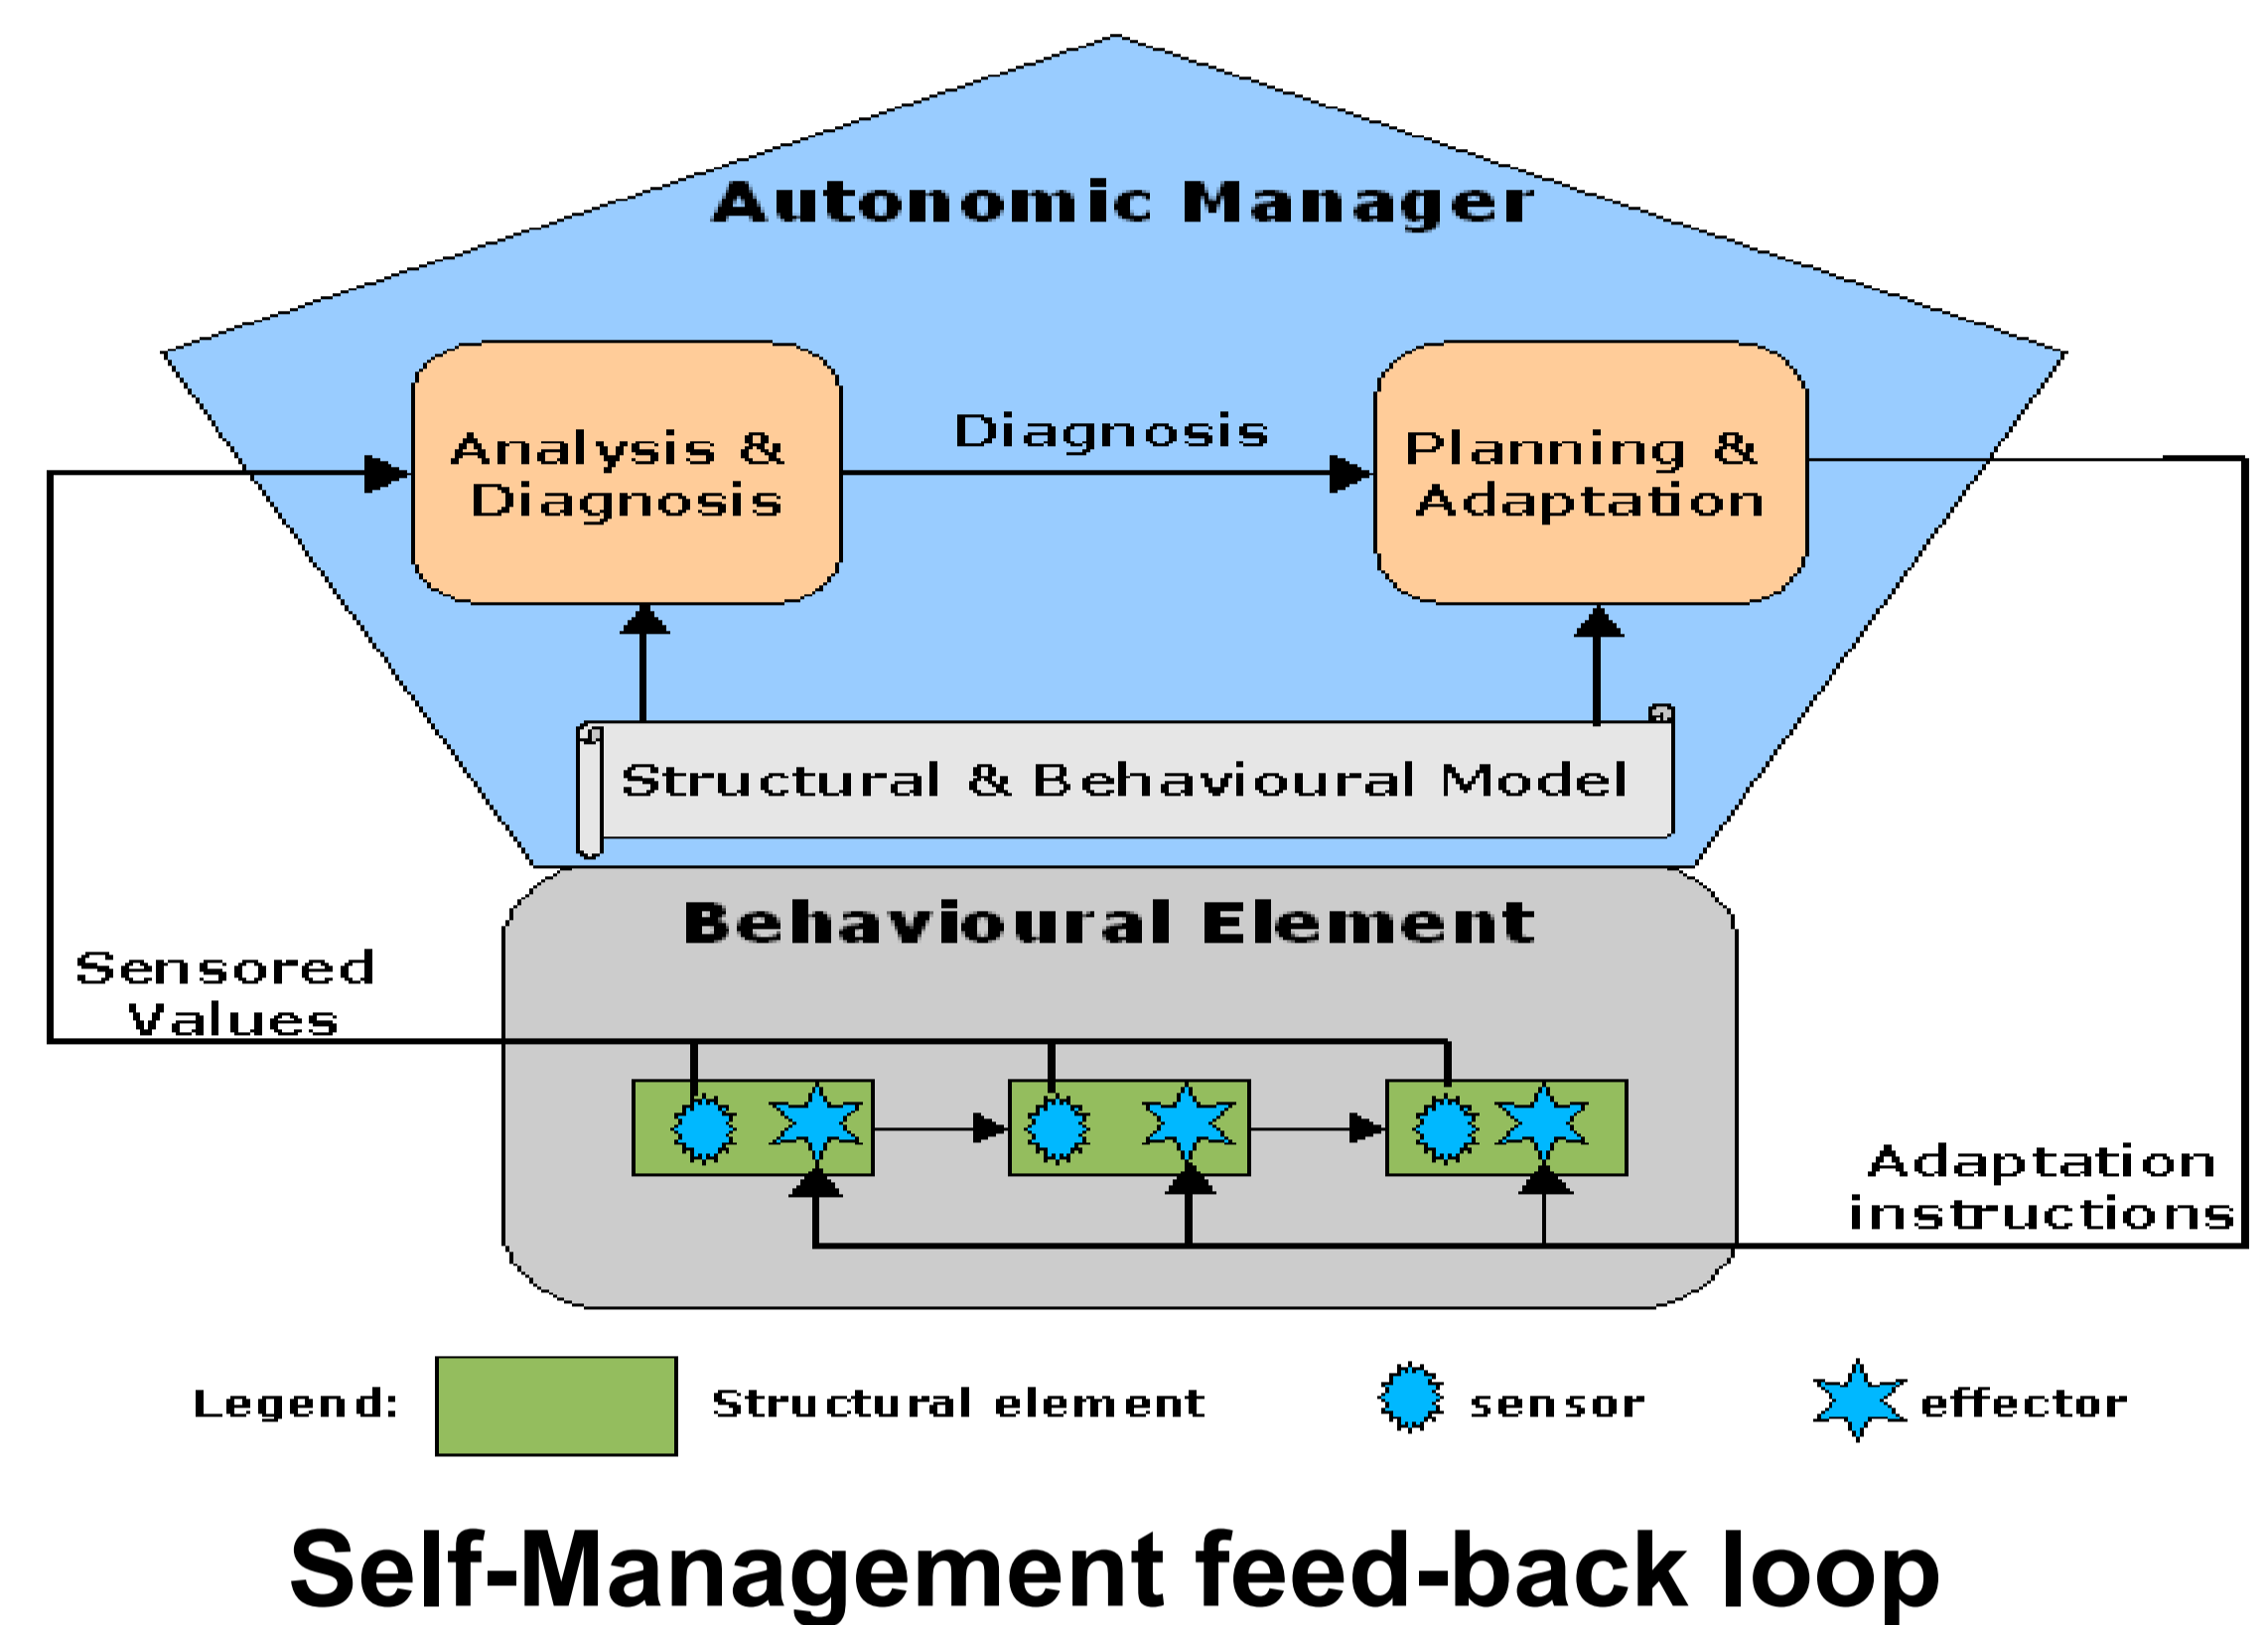 Autonomic Manager
Analysis &
Diagnosis
Diagnosis
Planning &
Adaptation
Structural & Behavioural Model
Behavioural Element
Sensored
Values
Adaptation
instructions
Legend:
Structural element
sensor
effector
Self-Management feed-back loop